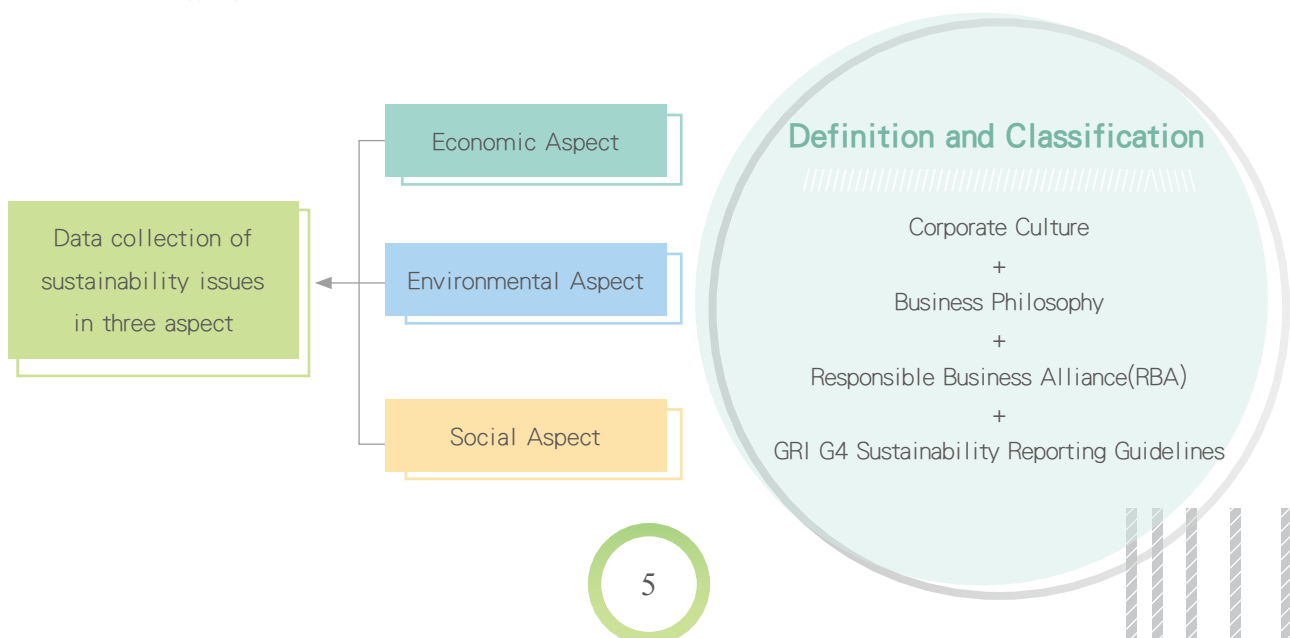 Data collection of
sustainability issues
in three aspect
Economic Aspect
Environmental Aspect
Social Aspect
Definition and Classification
Corporate Culture
+
Business Philosophy
+
Responsible Business Alliance(RBA)
+
GRI G4 Sustainability Reporting Guidelines
5